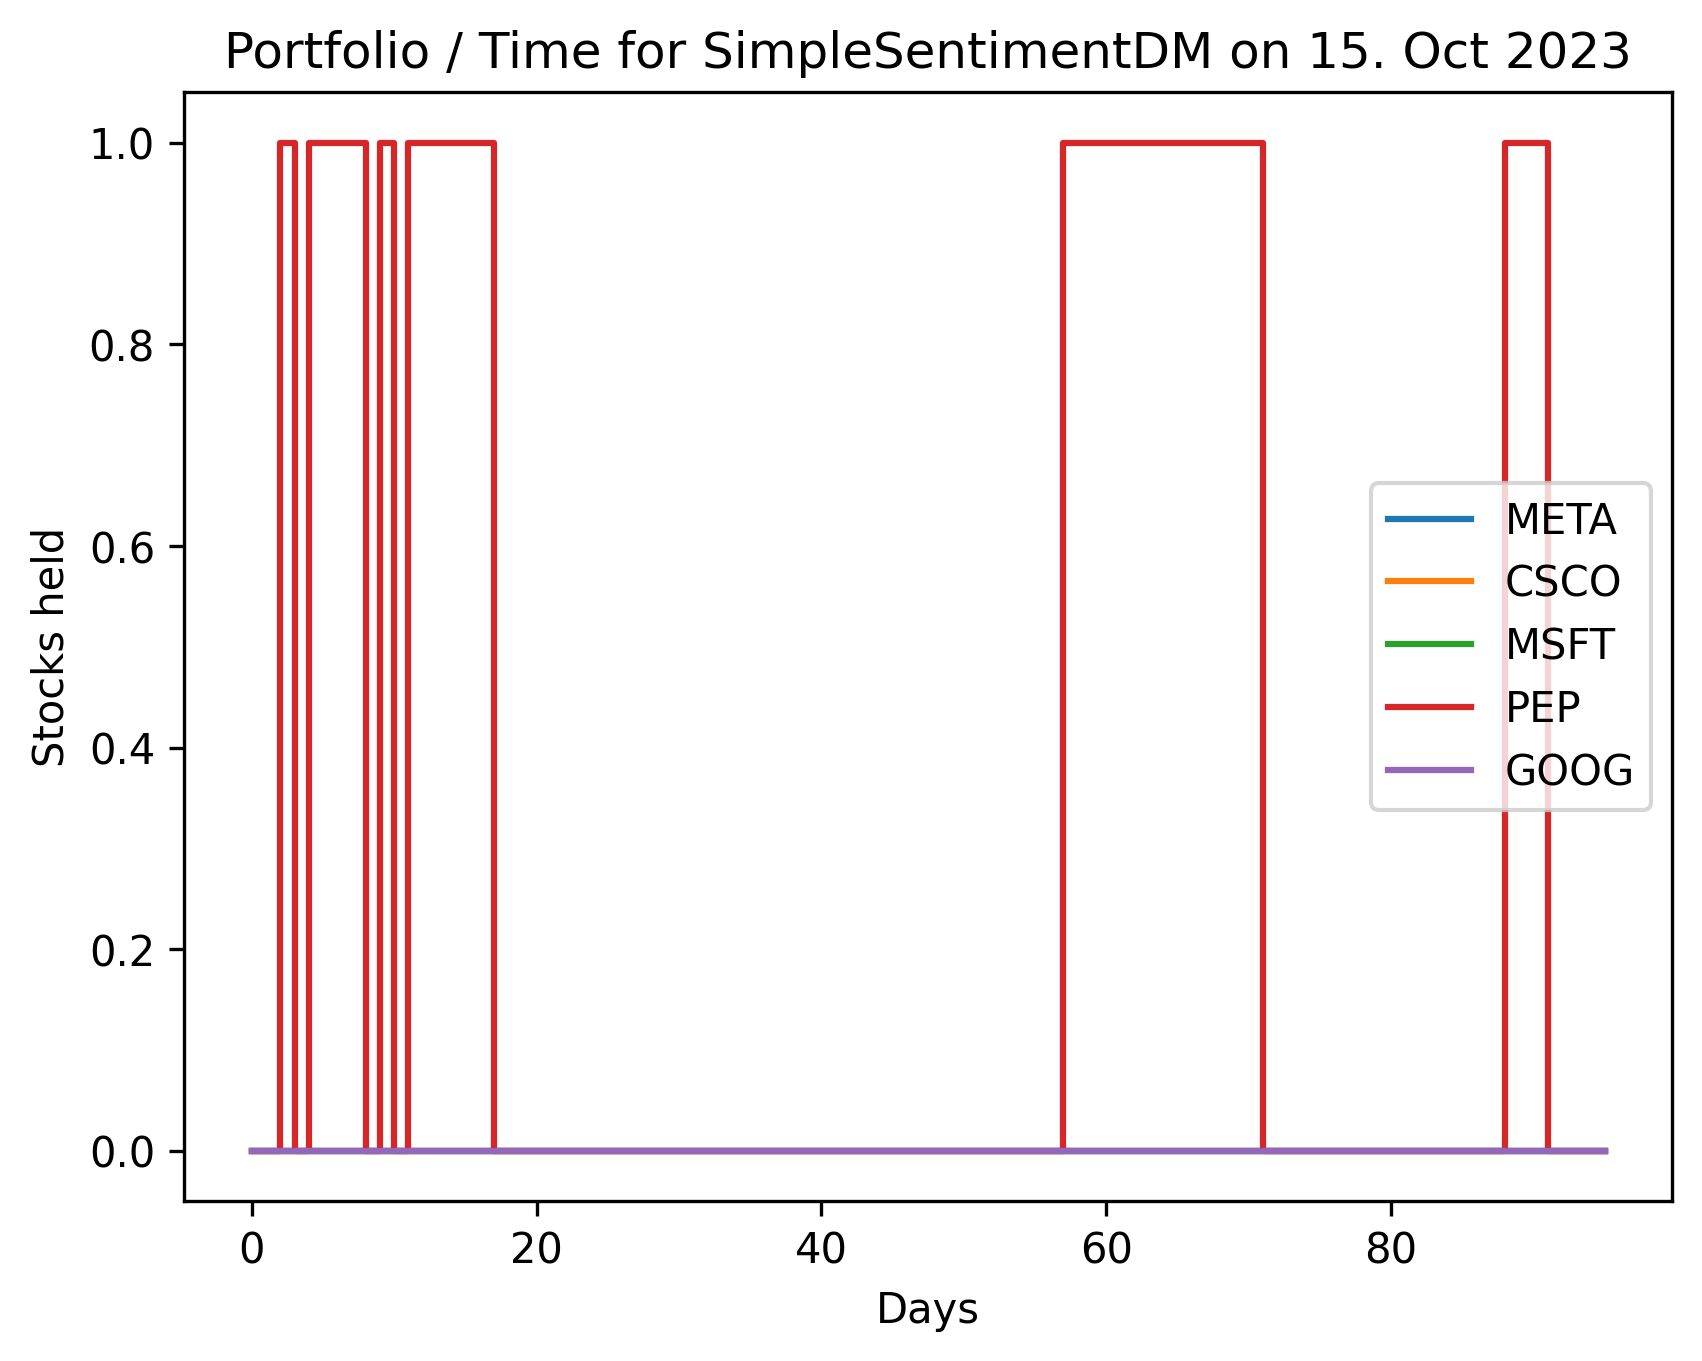 Portfolio / Time for SimpleSentimentDM on 15. Oct 2023
1.0
0.8
0.6
0.4
0.2
0.0
Stocks held
META
CSCO
MSFT
PEP
GOOG
0 20 40 60 80
Days